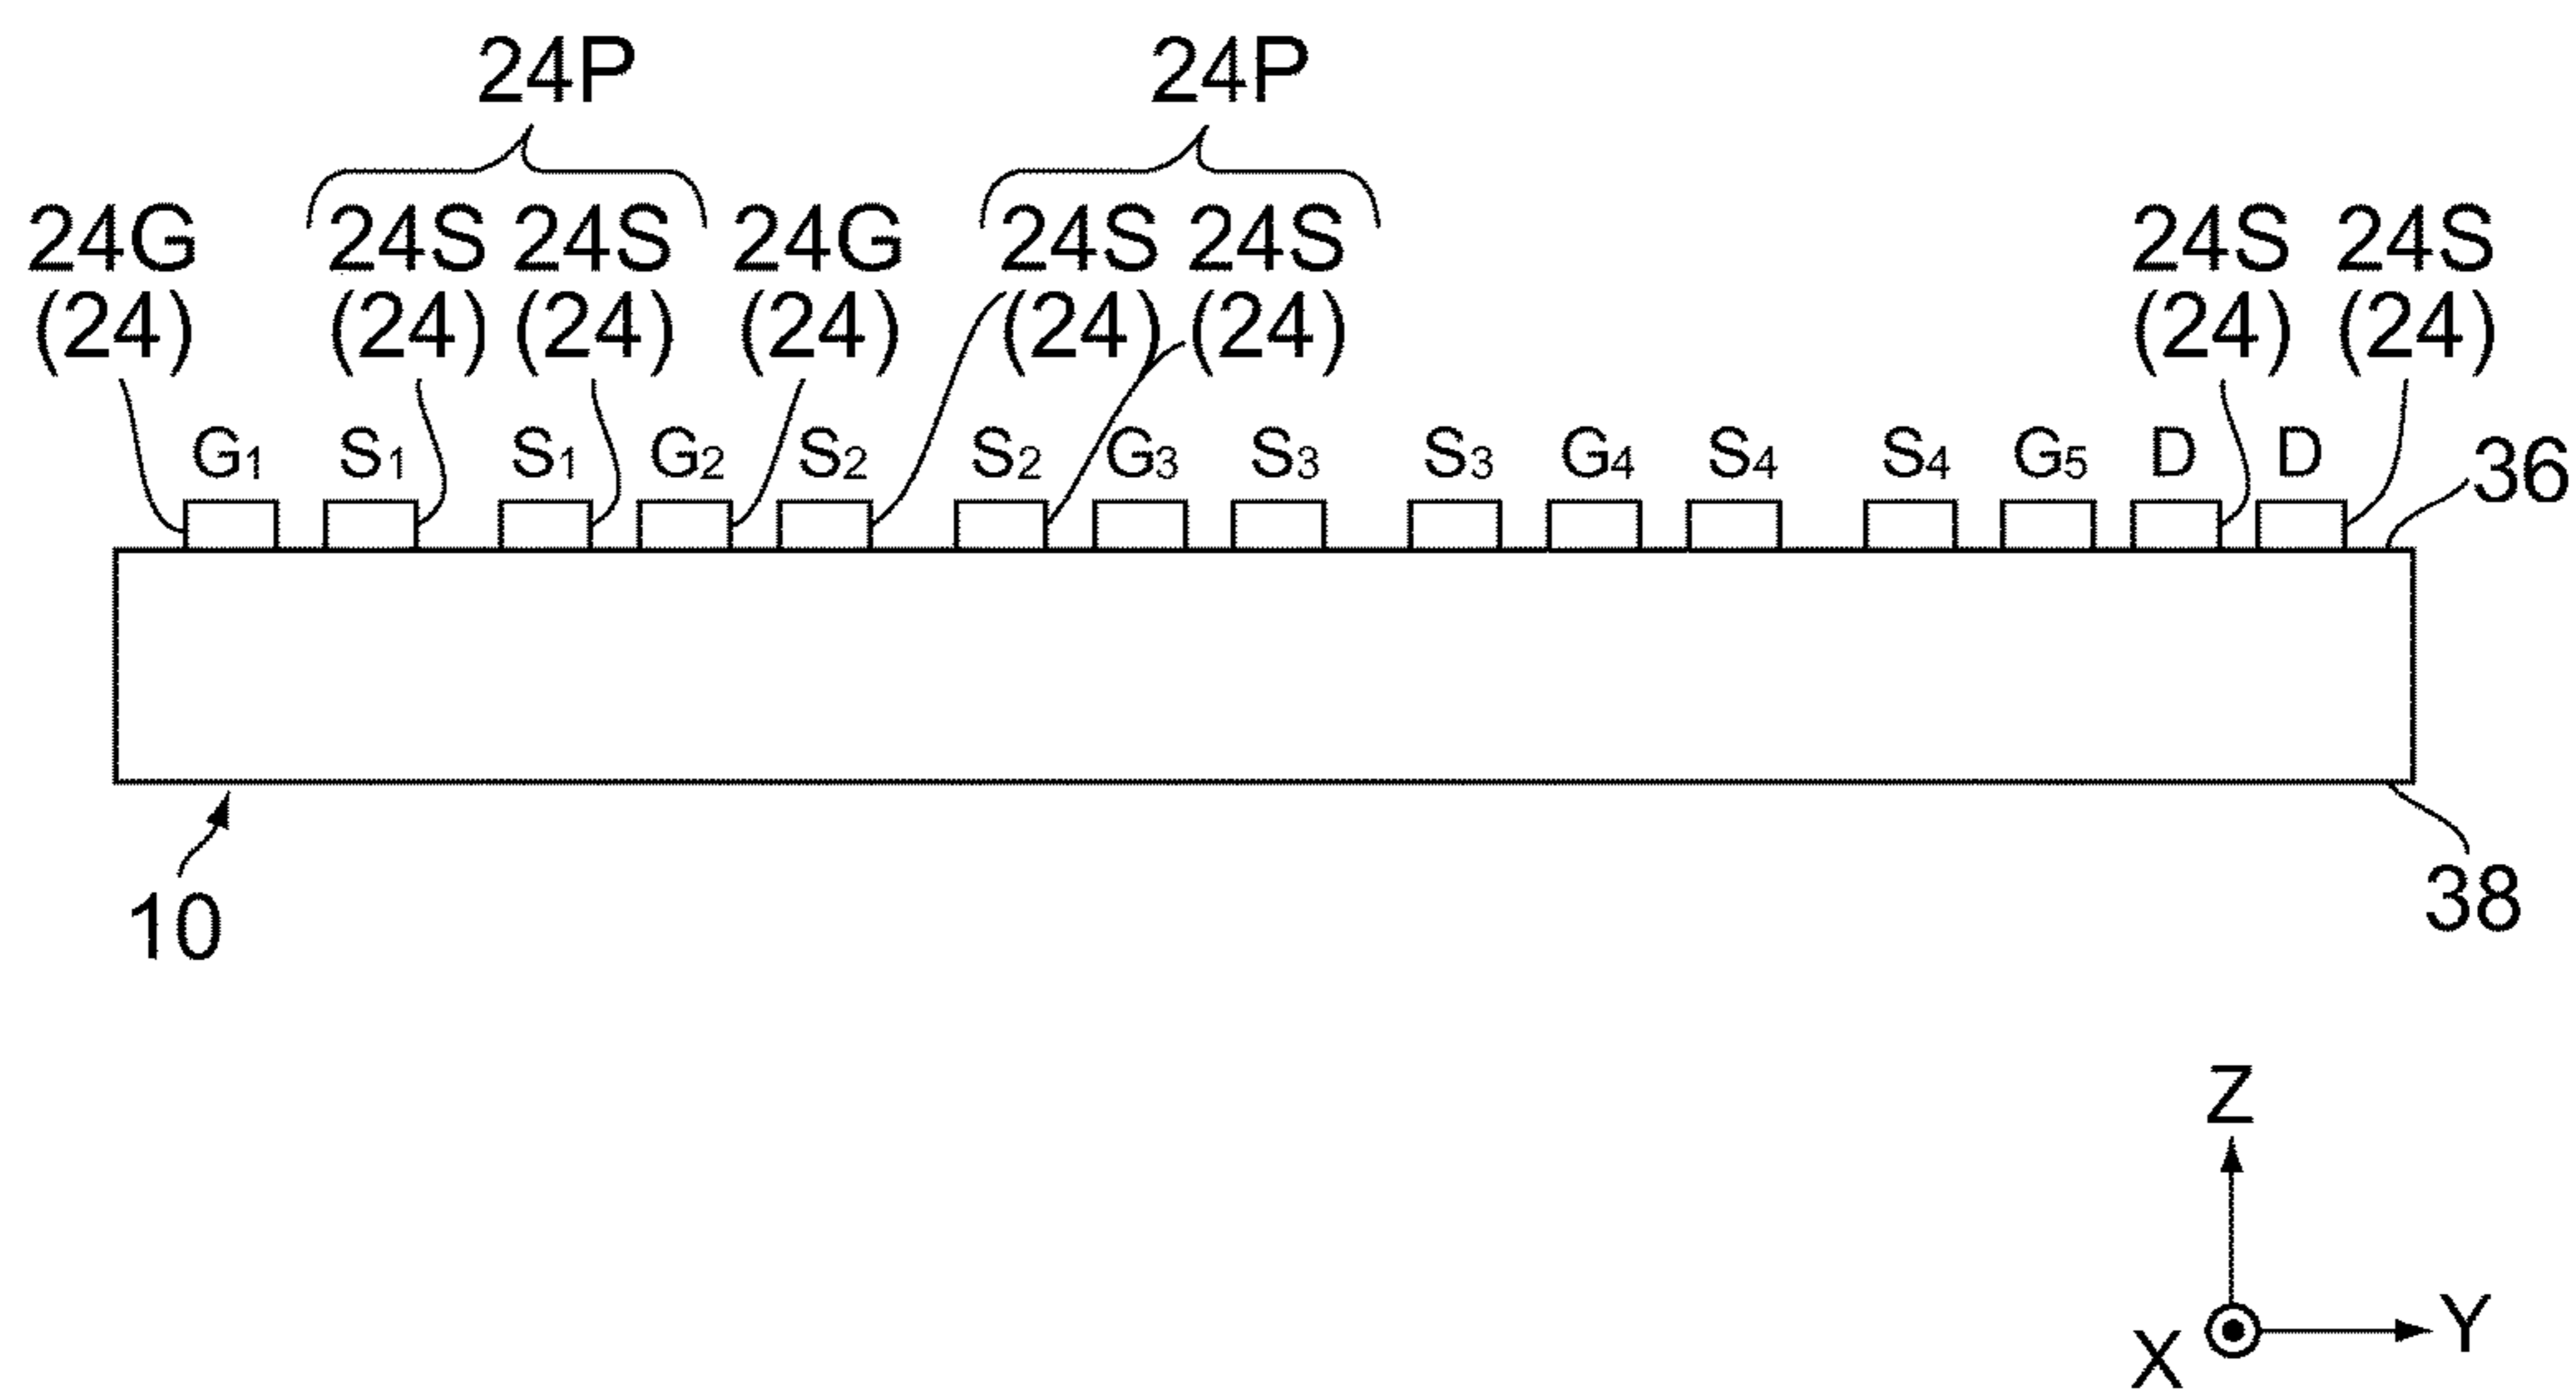 24P 24P
24G 24S 24S 24G 24S 24S 24S 24S
(24) (24) (24) (24) (24) (24) (24) (24)
G1 S1 S1 G2 S2 S2 G3 S3 S3 G4 S4 S4 G5 D D 36
10 38
Z
X Y